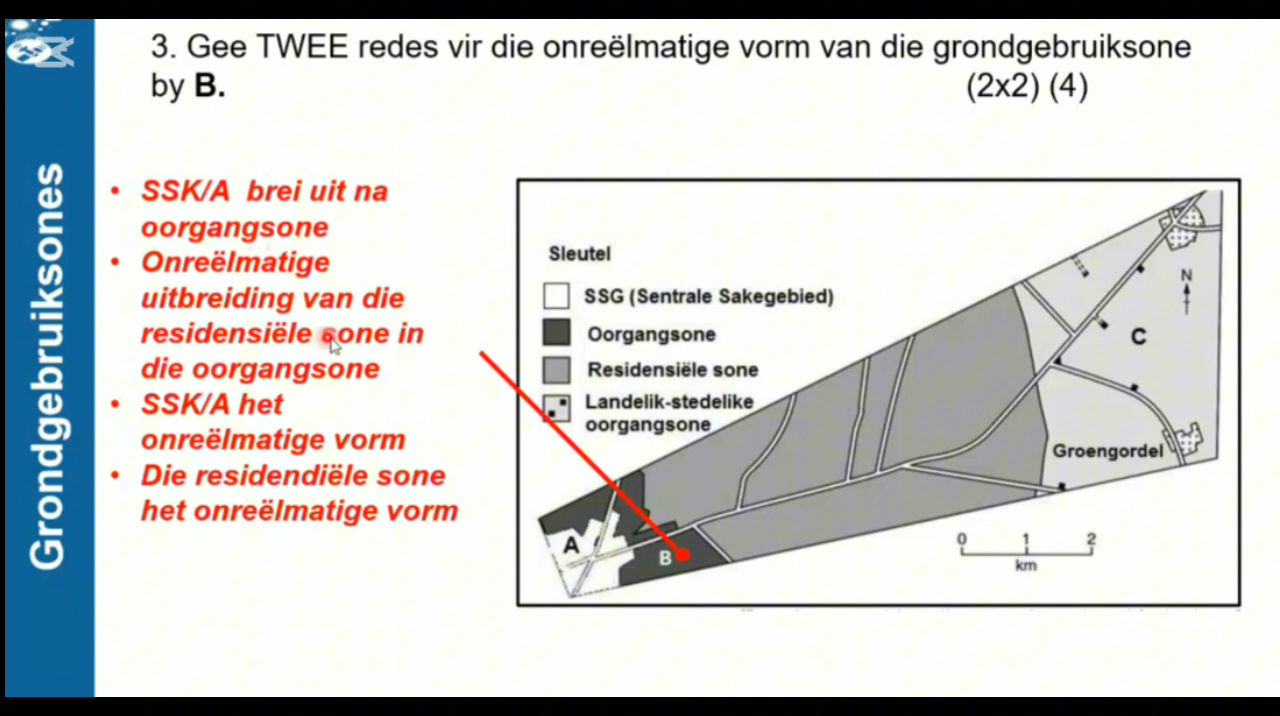 3. Gee TWEE redes vir die onreëlmatige vorm van die grondgebruiksone
by B. (2x2) (4)
Grondgebruiksones
• SSK/A brei uit na
oorgangsone
• Onreëlmatige
uitbreiding van die
residensiële sone in
die oorgangsone
• SSK/A het
onreëlmatige vorm
• Die residendiële sone
het onreëlmatige vorm
Sleutel
SSG (Sentrale Sakegebied)
Oorgangsone
Residensiële sone
Landelik-stedelike
oorgangsone
N
C
Groengordel
A
B
0 1 2
km